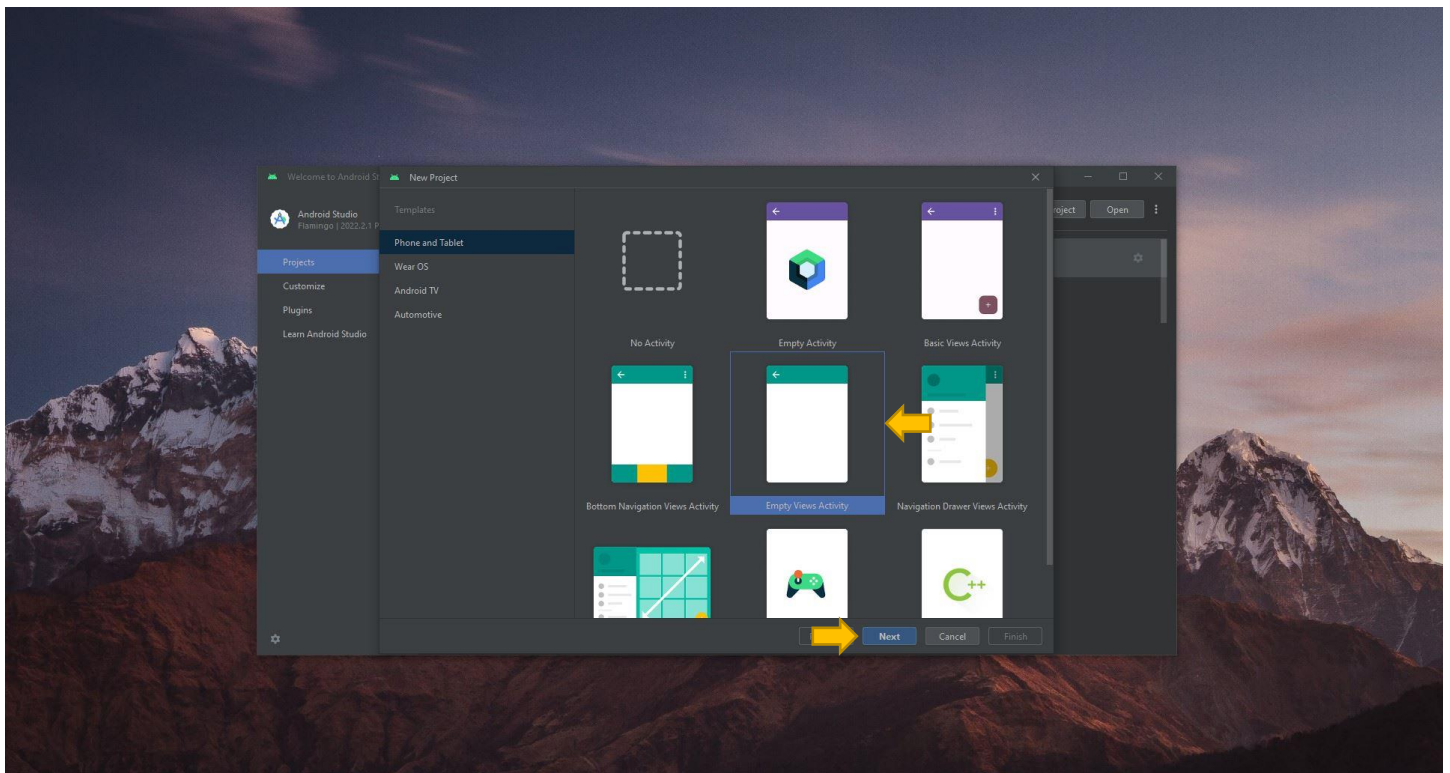 Welcome to Android St
New Project
Android Studio
Flamingo | 2022.2.1 P
Projects
Customize
Plugins
Learn Android Studio
Templates
Phone and Tablet
Wear OS
Android TV
Automotive
No Activity
Empty Activity
Basic Views Activity
Bottom Navigation Views Activity
Empty Views Activity
Navigation Drawer Views Activity
C++
roject
Open
Next
Cancel
Finish